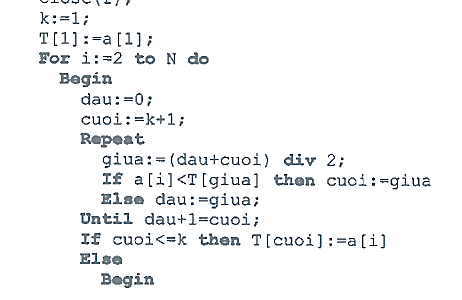 close(f);
k:=1;
T[1]:=a[1];
For i:=2 to N do
Begin
dau:=0;
cuoi:=k+1;
Repeat
giua:=(dau+cuoi) div 2;
If a[i]<T[giua] then cuoi:=giua
Else dau:=giua;
Until dau+1=cuoi;
If cuoi<=k then T[cuoi]:=a[i]
Else
Begin